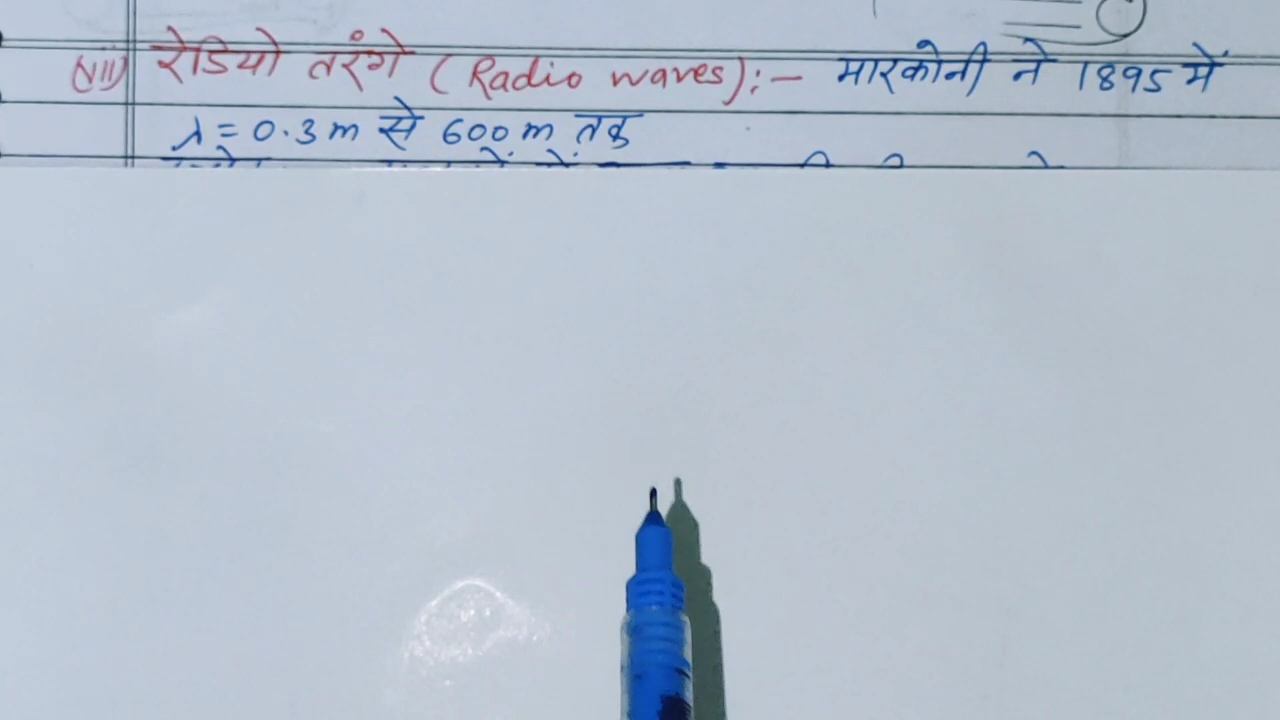 (VII) रेडियो तरंगे (Radio waves):- मारकोनी ने 1895 में
λ = 0.3 m से 600 m तक